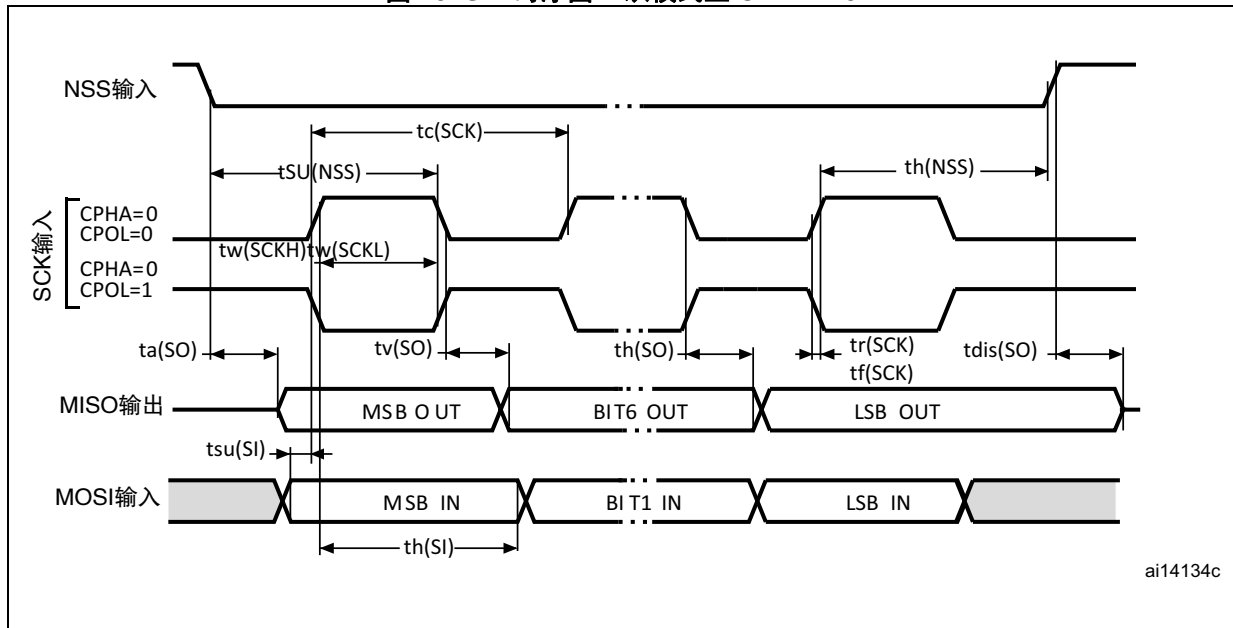 NSS输入
tc(SCK)
tSU(NSS)
th(NSS)
SCK输入
CPHA=0
CPOL=0
tw(SCKH)tw(SCKL)
CPHA=0
CPOL=1
ta(SO)
tv(SO)
th(SO)
tr(SCK)
tf(SCK)
tdis(SO)
MISO输出
MSB OUT
BIT6 OUT
LSB OUT
tsu(SI)
MOSI输入
MSB IN
BIT1 IN
LSB IN
th(SI)
ai14134c